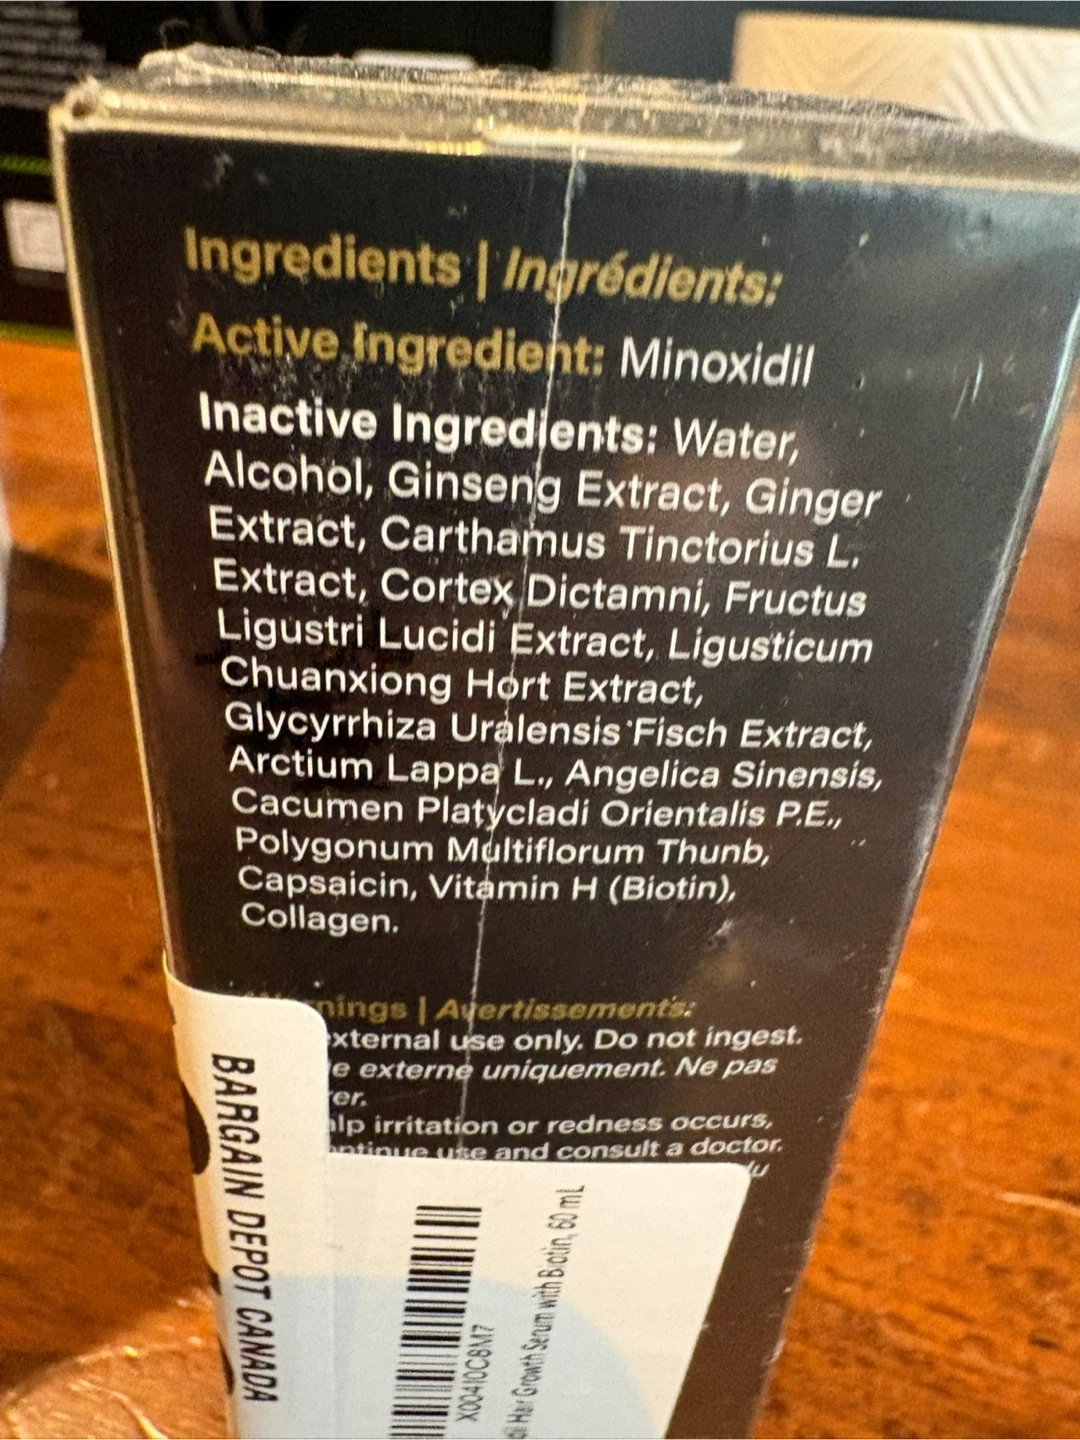 Ingredients | Ingrédients:
Active Ingredient: Minoxidil
Inactive Ingredients: Water,
Alcohol, Ginseng Extract, Ginger
Extract, Carthamus Tinctorius L.
Extract, Cortex Dictamni, Fructus
Ligustri Lucidi Extract, Ligusticum
Chuanxiong Hort Extract,
Glycyrrhiza Uralensis Fisch Extract,
Arctium Lappa L., Angelica Sinensis,
Cacumen Platycladi Orientalis P.E.,
Polygonum Multiflorum Thunb,
Capsaicin, Vitamin H (Biotin),
Collagen.
| Avertissements:
use only. Do not ingest.
externe uniquement. Ne pas
irritation or redness occurs,
use and consult a doctor.
BARGAIN DEPOT CANADA
X0041OC8M7
Hair Growth Serum with Biotin, 60 mL